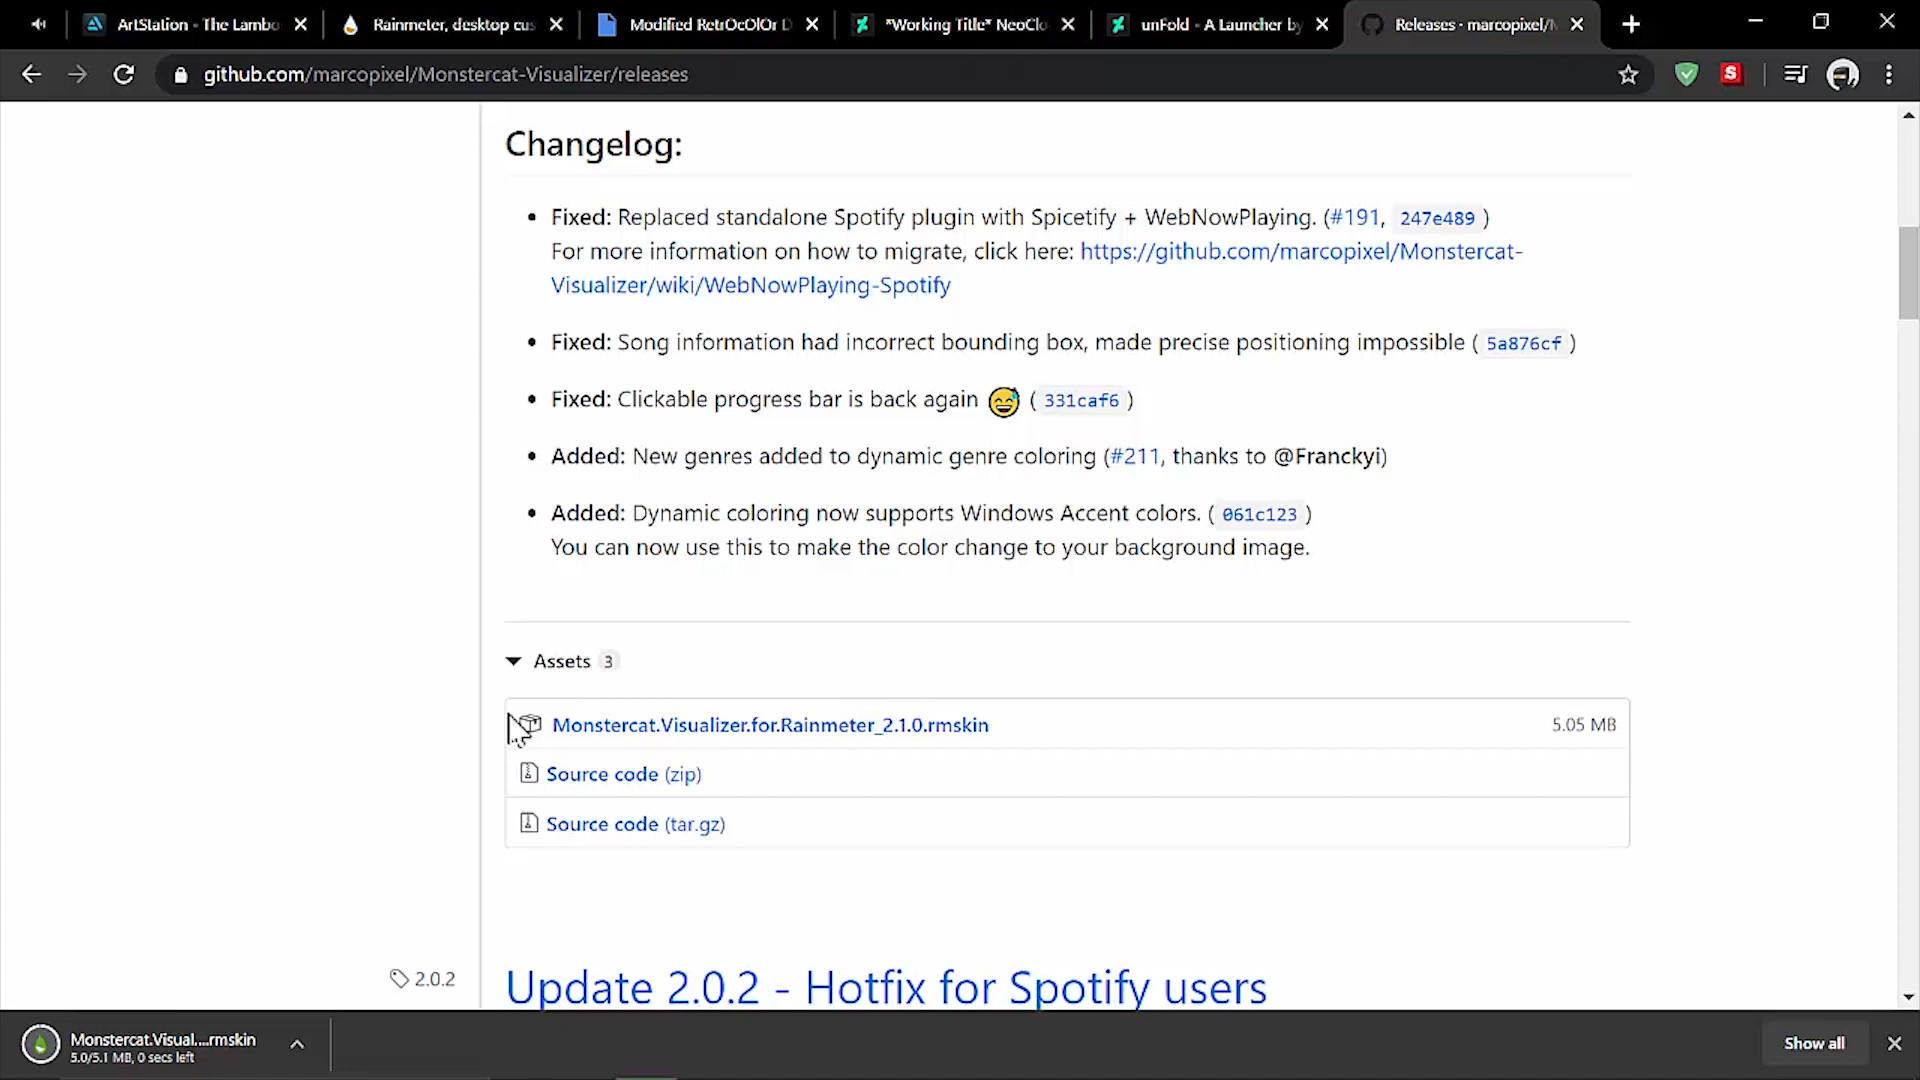 ArtStation - The Lambo
Rainmeter, desktop cus
Modified RetrOcOlOr D
*Working Title* NeoClo
unFold - A Launcher by
Releases · marcopixel/M
github.com/marcopixel/Monstercat-Visualizer/releases
S
Changelog:
Fixed: Replaced standalone Spotify plugin with Spicetify + WebNowPlaying. (#191, 247e489 )
For more information on how to migrate, click here: https://github.com/marcopixel/Monstercat-
Visualizer/wiki/WebNowPlaying-Spotify
Fixed: Song information had incorrect bounding box, made precise positioning impossible ( 5a876cf )
Fixed: Clickable progress bar is back again 😅 ( 331caf6 )
Added: New genres added to dynamic genre coloring (#211, thanks to @Franckyi)
Added: Dynamic coloring now supports Windows Accent colors. ( 061c123 )
You can now use this to make the color change to your background image.
Assets 3
Monstercat.Visualizer.for.Rainmeter_2.1.0.rmskin 5.05 MB
Source code (zip)
Source code (tar.gz)
2.0.2
Update 2.0.2 - Hotfix for Spotify users
Monstercat.Visual....rmskin
5.0/5.1 MB, 0 secs left
Show all